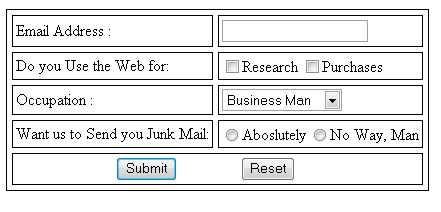 Email Address :
Do you Use the Web for: Research Purchases
Occupation : Business Man
Want us to Send you Junk Mail: Aboslutely No Way, Man
Submit Reset